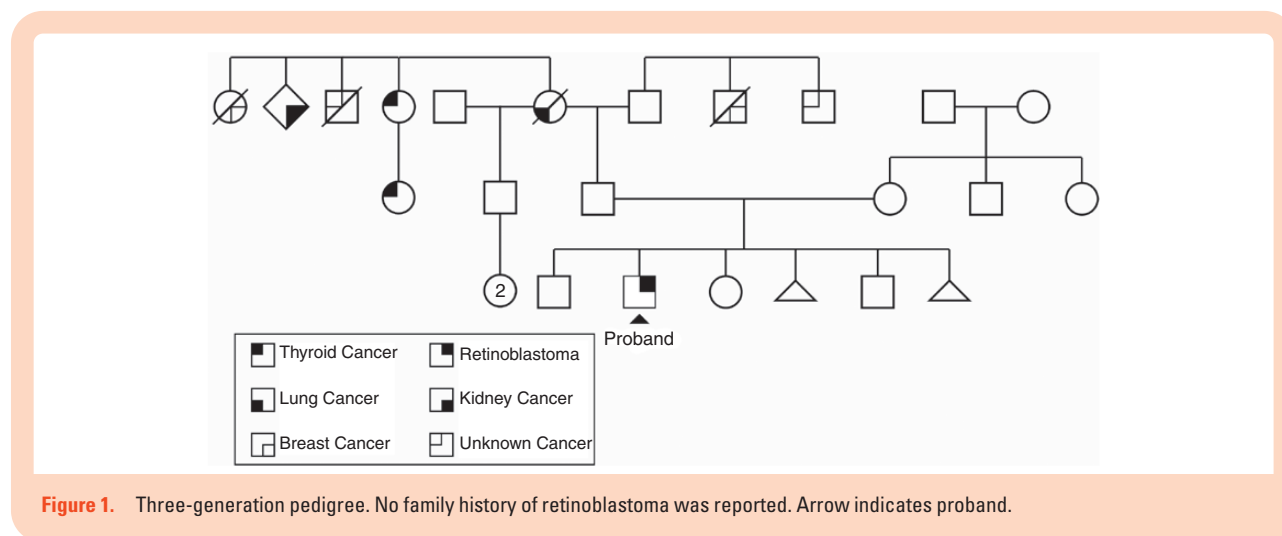 2
Proband
Thyroid Cancer
Retinoblastoma
Lung Cancer
Kidney Cancer
Breast Cancer
Unknown Cancer
Figure 1. Three-generation pedigree. No family history of retinoblastoma was reported. Arrow indicates proband.